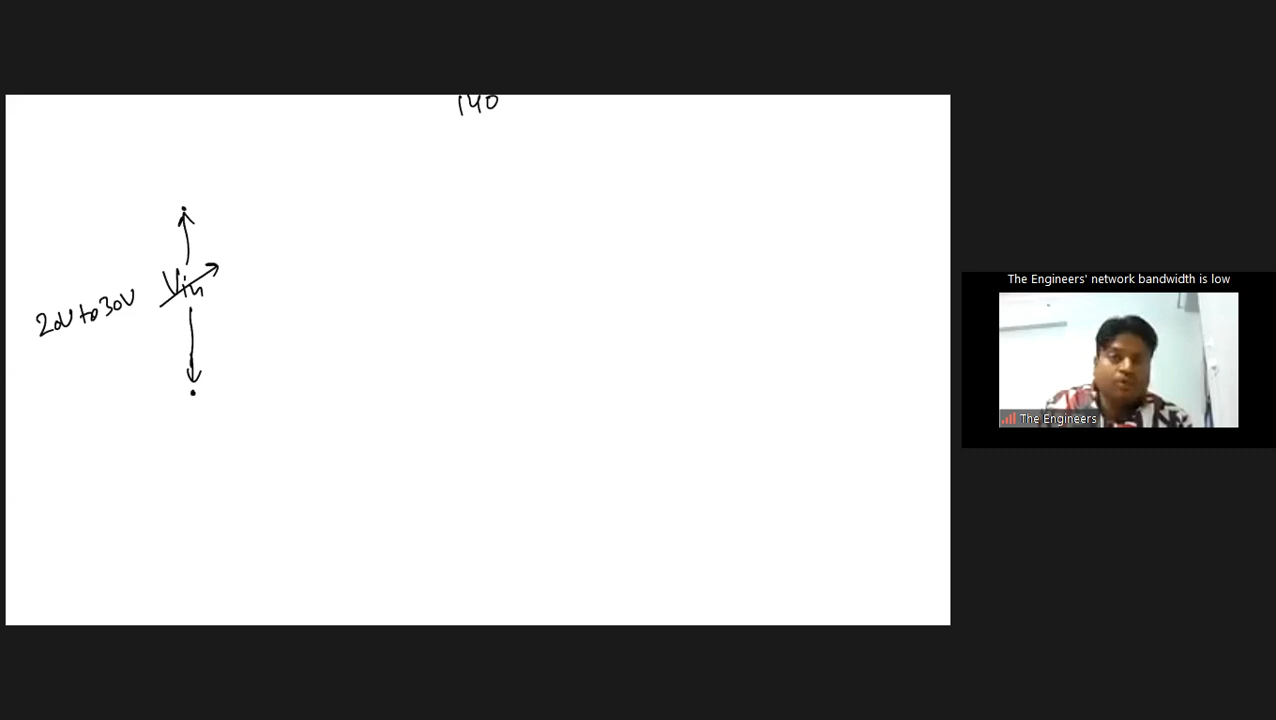 140
Vin
20V to 30V
The Engineers' network bandwidth is low
The Engineers